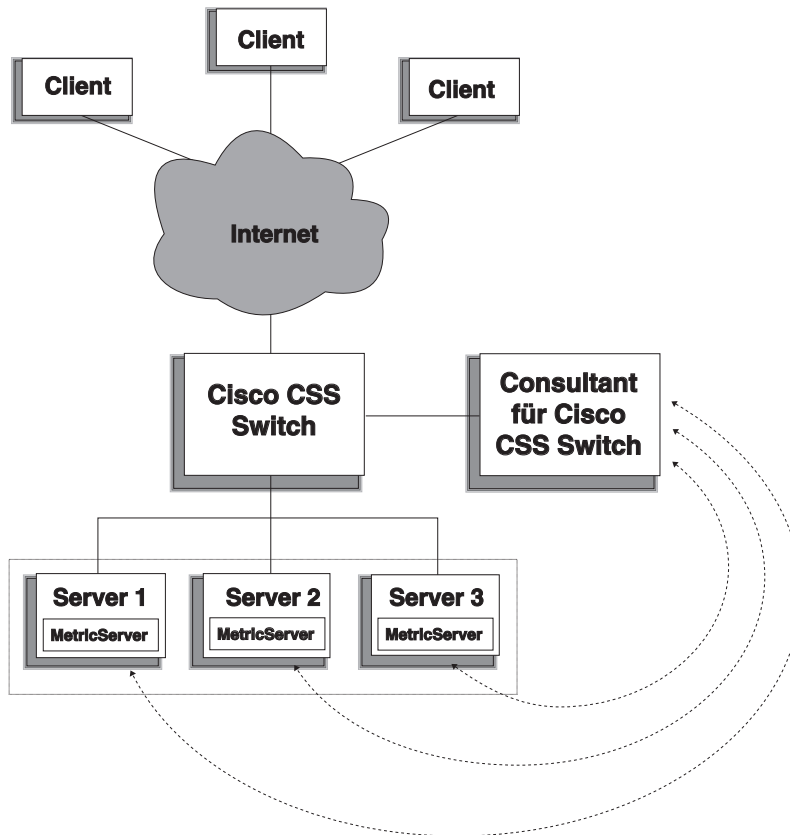 Client
Client
Client
Internet
Cisco CSS
Switch
Consultant
für Cisco
CSS Switch
Server 1
MetricServer
Server 2
MetricServer
Server 3
MetricServer